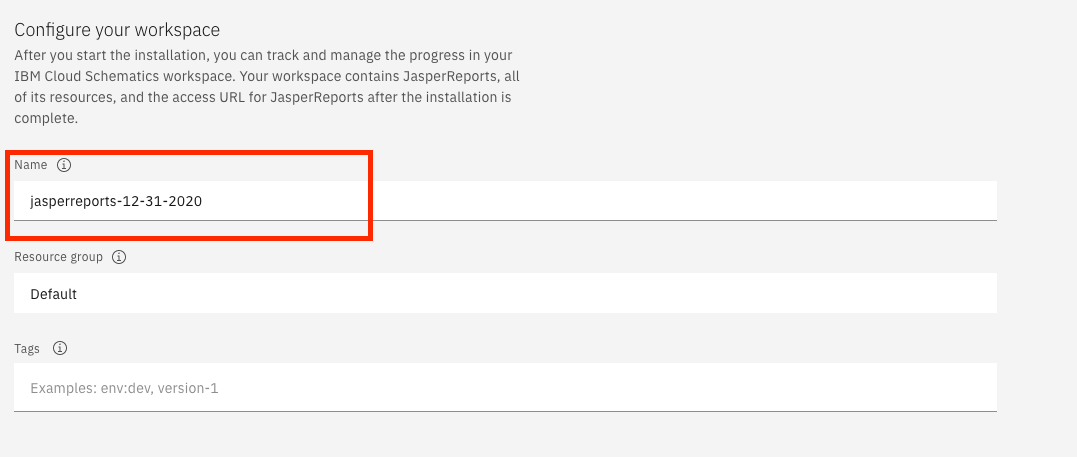 Configure your workspace
After you start the installation, you can track and manage the progress in your
IBM Cloud Schematics workspace. Your workspace contains JasperReports, all
of its resources, and the access URL for JasperReports after the installation is
complete.
Name
jasperreports-12-31-2020
Resource group
Default
Tags
Examples: env:dev, version-1